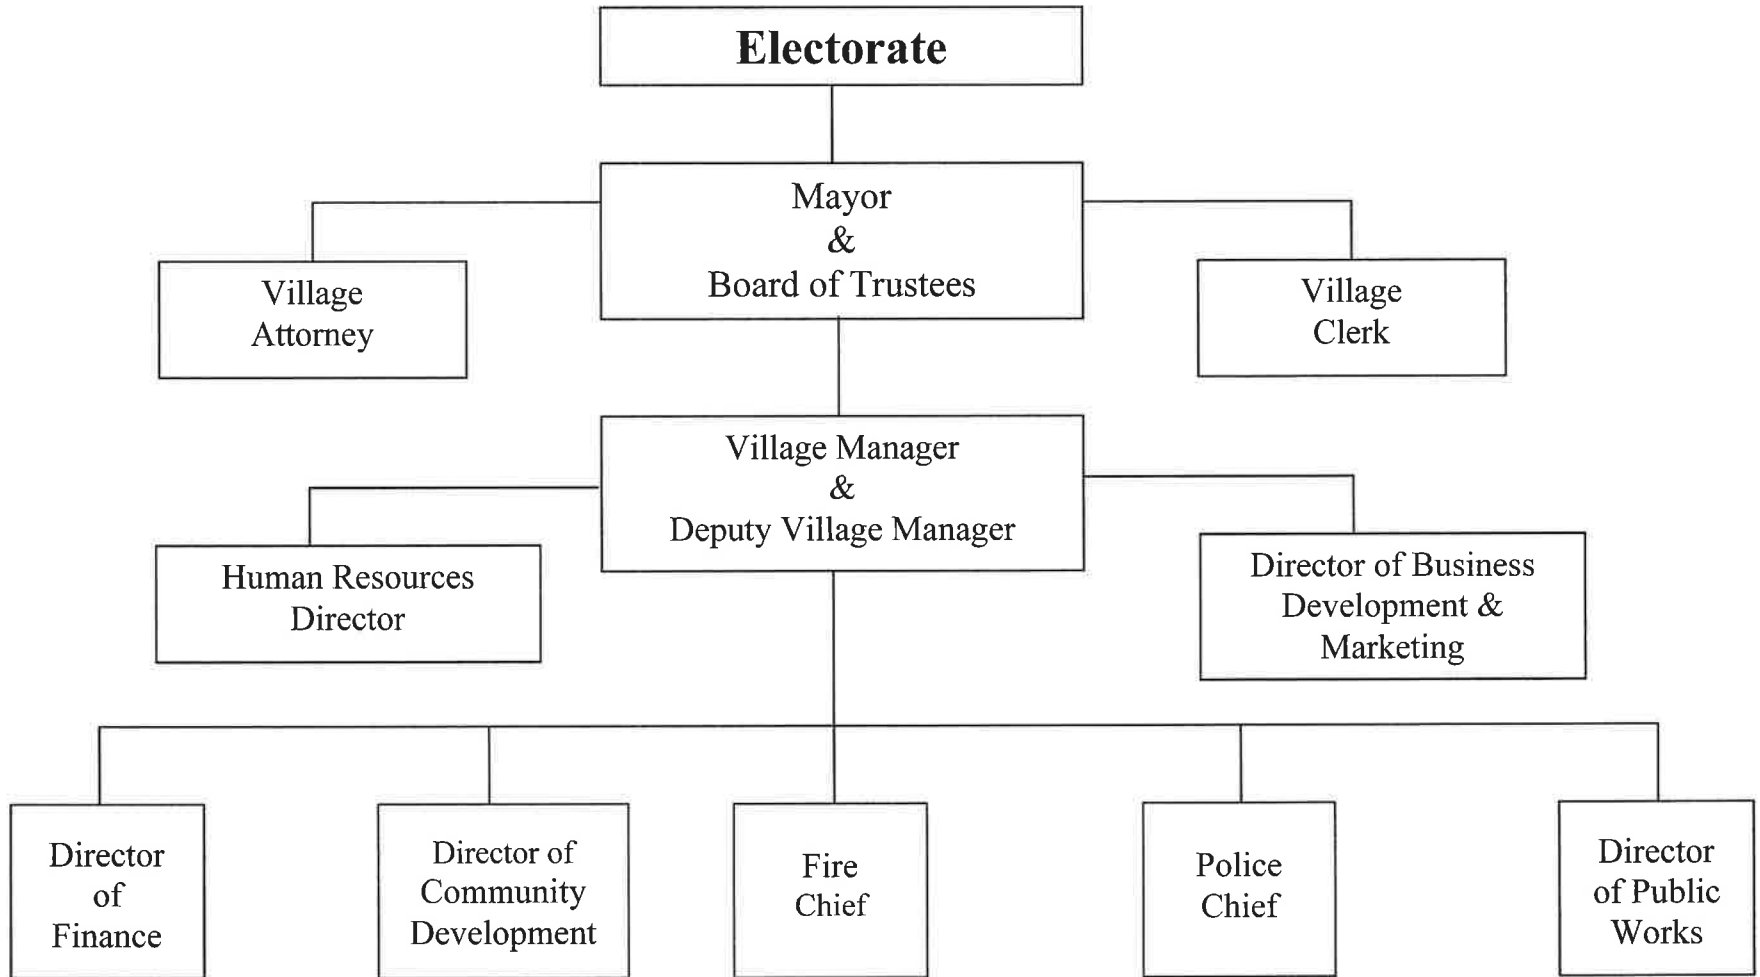 Electorate
Mayor
&
Board of Trustees
Village
Attorney
Village
Clerk
Village Manager
&
Deputy Village Manager
Human Resources
Director
Director of Business
Development &
Marketing
Director
of
Finance
Director of
Community
Development
Fire
Chief
Police
Chief
Director
of Public
Works